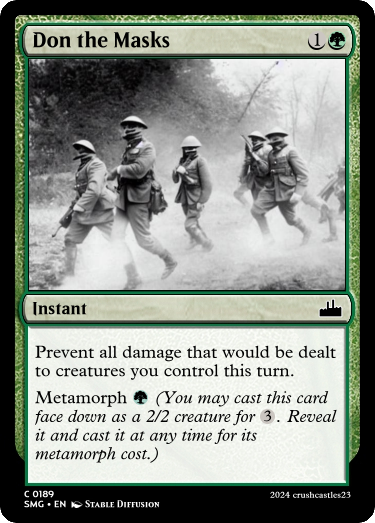 Don the Masks 1
Instant
Prevent all damage that would be dealt
to creatures you control this turn.
Metamorph (You may cast this card
face down as a 2/2 creature for 3. Reveal
it and cast it at any time for its
metamorph cost.)
C 0189
SMG • EN Stable Diffusion
2024 crushcastles23